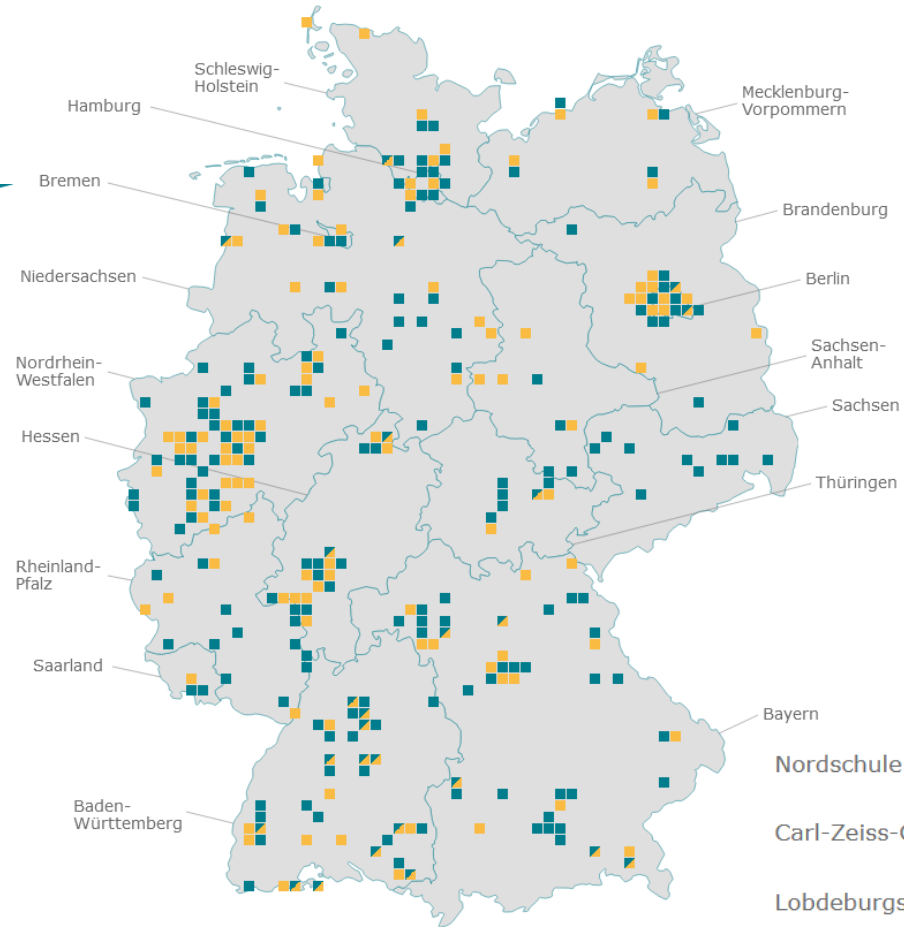 Schleswig-
Holstein
Hamburg
Mecklenburg-
Vorpommern
Bremen
Brandenburg
Niedersachsen
Berlin
Nordrhein-
Westfalen
Sachsen-
Anhalt
Sachsen
Hessen
Thüringen
Rheinland-
Pfalz
Saarland
Bayern
Nordschule
Baden-
Württemberg
Carl-Zeiss-
Lobdeburgs